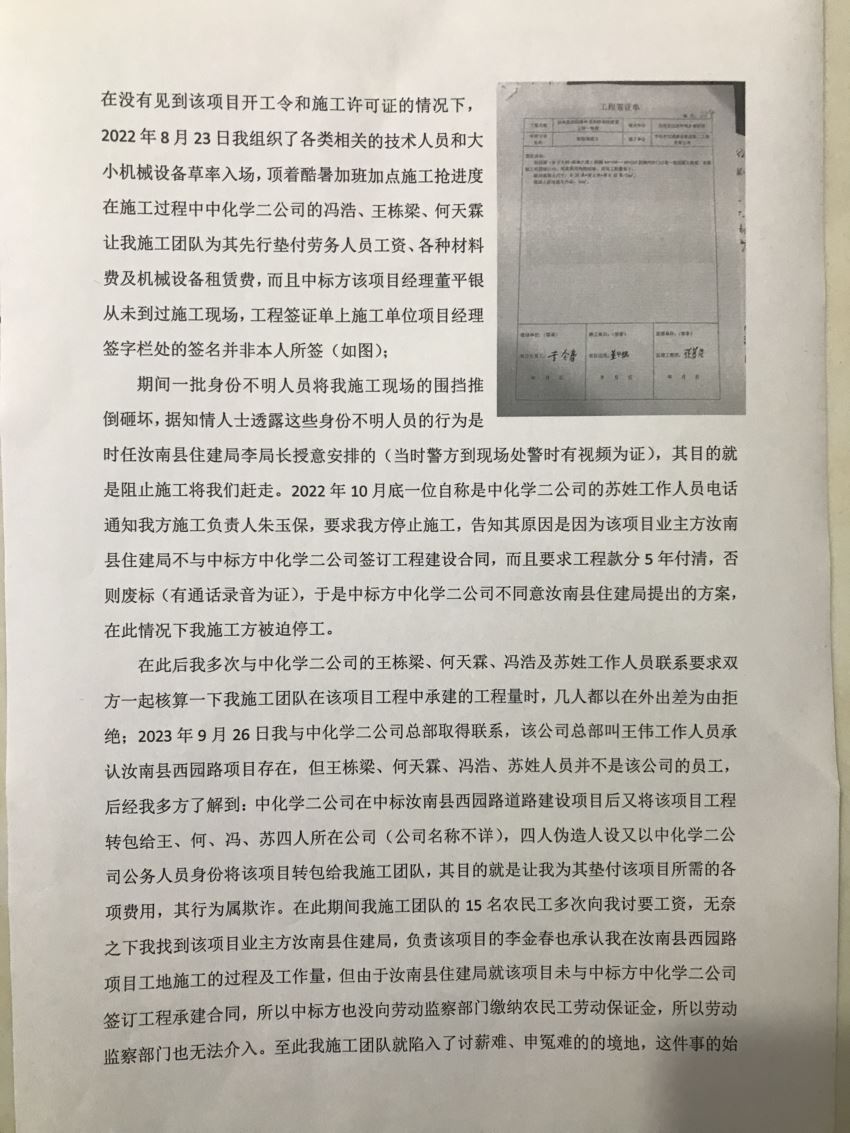 在没有见到该项目开工令和施工许可证的情况下，
2022 年 8 月 23 日我组织了各类相关的技术人员和大
小机械设备草率入场，顶着酷暑加班加点施工抢进度
在施工过程中中化学二公司的冯浩、王栋梁、何天霖
让我施工团队为其先行垫付劳务人员工资、各种材料
费及机械设备租赁费，而且中标方该项目经理董平银
从未到过施工现场，工程签证单上施工单位项目经理
签字栏处的签名并非本人所签（如图）；
工程签证单
期间一批身份不明人员将我施工现场的围挡推
倒砸坏，据知情人士透露这些身份不明人员的行为是
时任汝南县住建局李局长授意安排的（当时警方到现场处警时有视频为证），其目的就
是阻止施工将我们赶走。2022 年 10 月底一位自称是中化学二公司的苏姓工作人员电话
通知我方施工负责人朱玉保，要求我方停止施工，告知其原因是因为该项目业主方汝南
县住建局不与中标方中化学二公司签订工程建设合同，而且要求工程款分 5 年付清，否
则废标（有通话录音为证），于是中标方中化学二公司不同意汝南县住建局提出的方案，
在此情况下我施工方被迫停工。
在此后我多次与中化学二公司的王栋梁、何天霖、冯浩及苏姓工作人员联系要求双
方一起核算一下我施工团队在该项目工程中承建的工程量时，几人都以在外出差为由拒
绝；2023 年 9 月 26 日我与中化学二公司总部取得联系，该公司总部叫王伟工作人员承
认汝南县西园路项目存在，但王栋梁、何天霖、冯浩、苏姓人员并不是该公司的员工，
后经我多方了解到：中化学二公司在中标汝南县西园路道路建设项目后又将该项目工程
转包给王、何、冯、苏四人所在公司（公司名称不详），四人伪造人设又以中化学二公
司公务人员身份将该项目转包给我施工团队，其目的就是让我为其垫付该项目所需的各
项费用，其行为属欺诈。在此期间我施工团队的 15 名农民工多次向我讨要工资，无奈
之下我找到该项目业主方汝南县住建局，负责该项目的李金春也承认我在汝南县西园路
项目工地施工的过程及工作量，但由于汝南县住建局就该项目未与中标方中化学二公司
签订工程承建合同，所以中标方也没向劳动监察部门缴纳农民工劳动保证金，所以劳动
监察部门也无法介入。至此我施工团队就陷入了讨薪难、申冤难的的境地，这件事的始